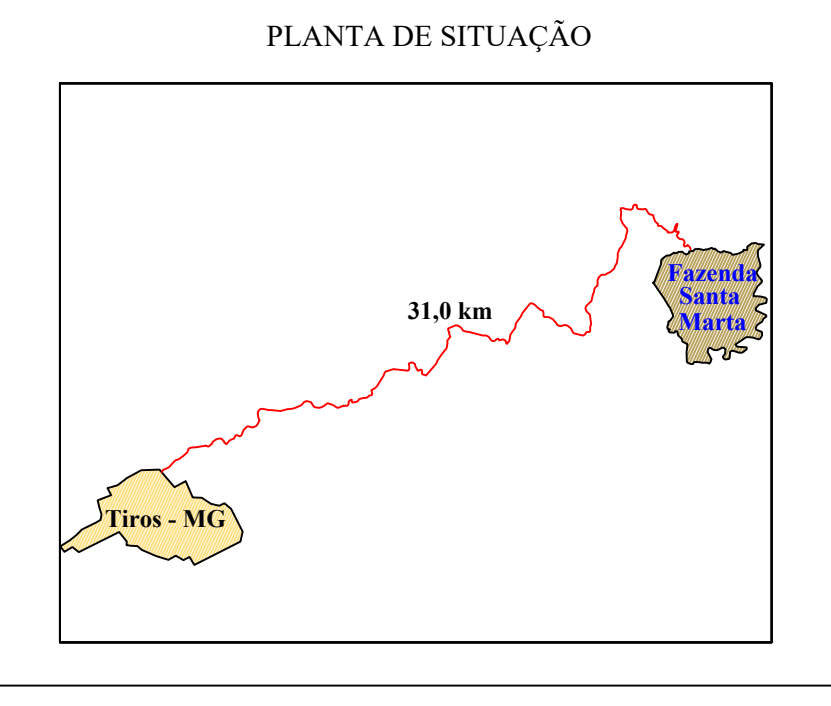 PLANTA DE SITUAÇÃO
Fazenda
Santa
Marta
31,0 km
Tiros - MG